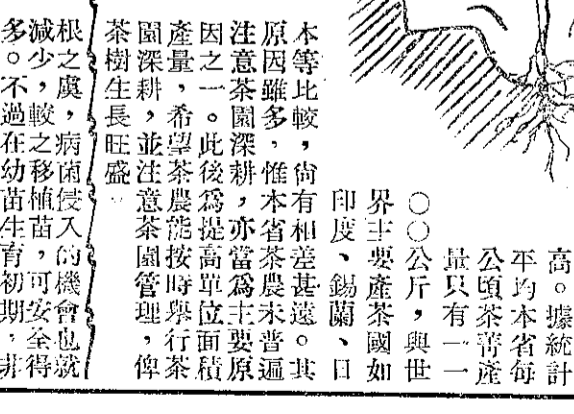 高。據統計
平均本省每
公頃茶菁產
量只有一一
〇〇公斤，與世
界主要產茶國如
印度、錫蘭、日
本等比較，尚有相差甚遠。其
原因雖多，惟本省茶農未普遍
注意茶園深耕，亦當為主要原
因之一。此後為提高單位面積
產量，希望茶農能按時舉行茶
園深耕，並注意茶園管理，俾
茶樹生長旺盛。
根之虞，病菌侵入的機會也就
減少，較之移植苗，可安全得
多。不過在幼苗生育初期，非